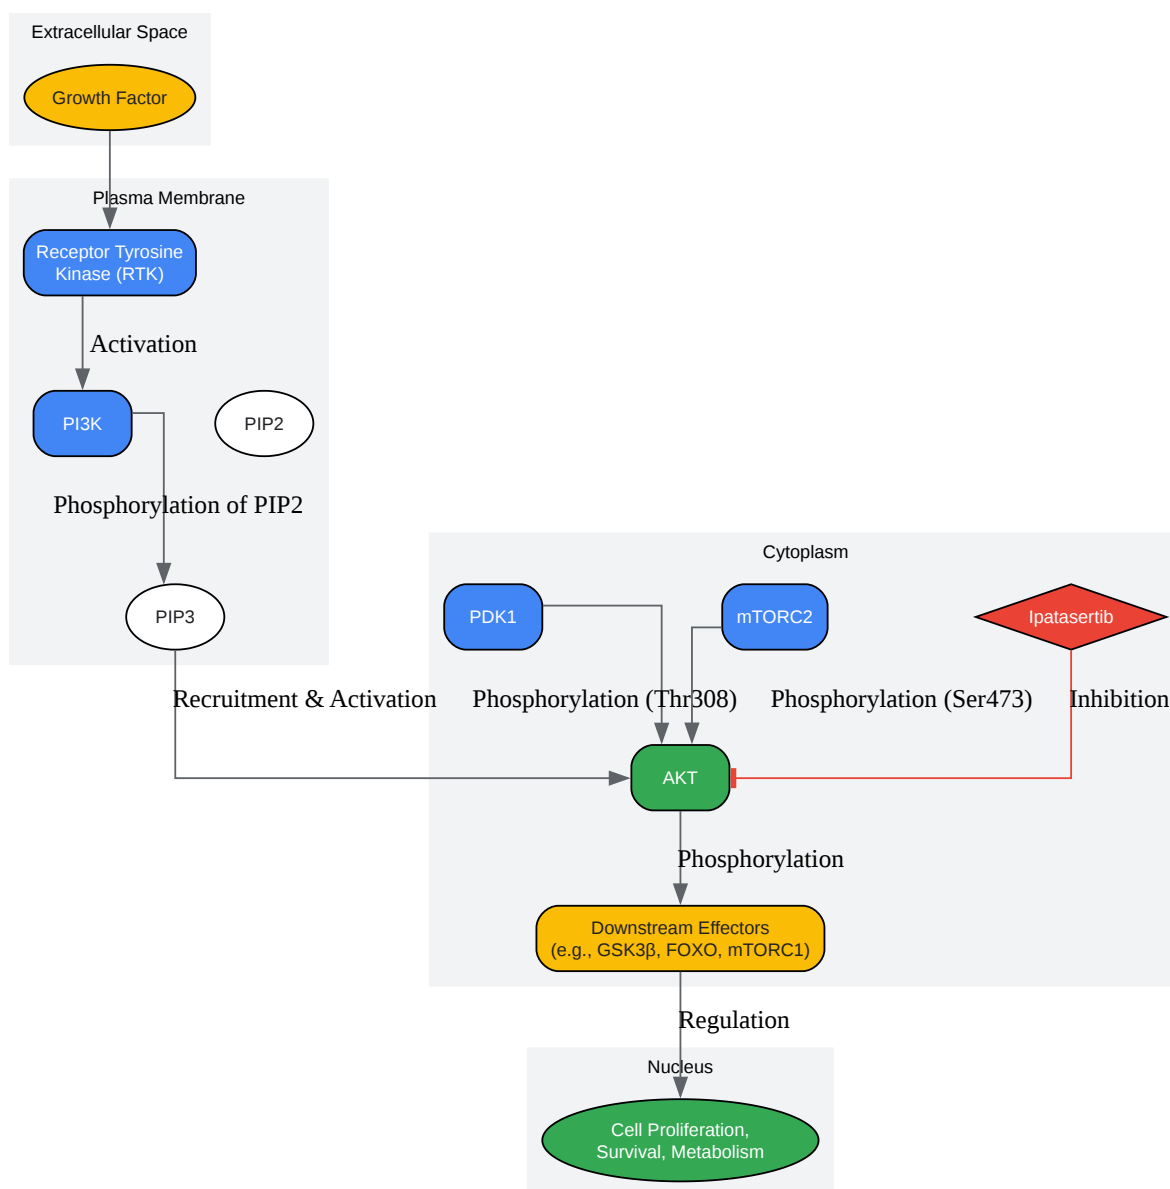 Extracellular Space
Growth Factor
Plasma Membrane
Receptor Tyrosine
Kinase (RTK)
Activation
PI3K
PIP2
Phosphorylation of PIP2
PIP3
Cytoplasm
PDK1
mTORC2
Ipatasertib
Recruitment & Activation
Phosphorylation (Thr308)
Phosphorylation (Ser473)
Inhibition
AKT
Phosphorylation
Downstream Effectors
(e.g., GSK3β, FOXO, mTORC1)
Regulation
Nucleus
Cell Proliferation,
Survival, Metabolism